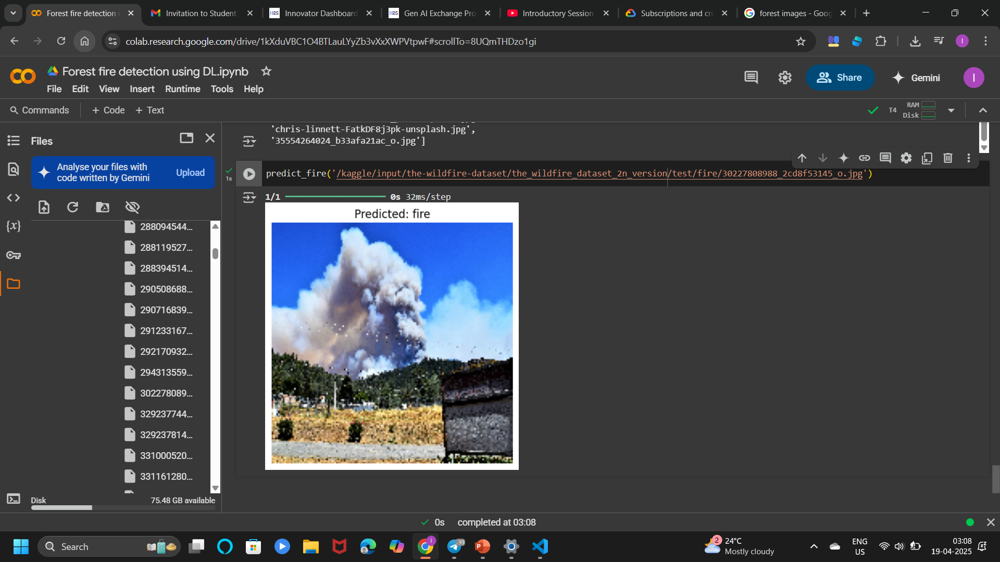 Forest fire detection
Invitation to Student
H2S Innovator Dashboard
H2S Gen AI Exchange Pro
Introductory Session
Subscriptions and cre
forest images - Goog
colab.research.google.com/drive/1kXduVBC1O4BTLauLYyZb3vXxXWPVtpwF#scrollTo=8UQmTHDzo1gi
I
Forest fire detection using DL.ipynb
File Edit View Insert Runtime Tools Help
Share
Gemini
I
Commands + Code + Text
T4 RAM
Disk
Files
Analyse your files with
code written by Gemini
Upload
{x}
288094544...
288119527...
288394514...
290508688...
290716839...
291233167...
292170932...
294313559...
302278089...
329237744...
329237814...
331000520...
331161280...
Disk 75.48 GB available
'chris-linnett-FatkDF8j3pk-unsplash.jpg',
'35554264024_b33afa21ac_o.jpg']
1s
predict_fire('/kaggle/input/the-wildfire-dataset/the_wildfire_dataset_2n_version/test/fire/30227808988_2cd8f53145_o.jpg')
1/1 0s 32ms/step
Predicted: fire
0s completed at 03:08
Search
I
99
P
2
24°C
Mostly cloudy
ENG
US
03:08
19-04-2025